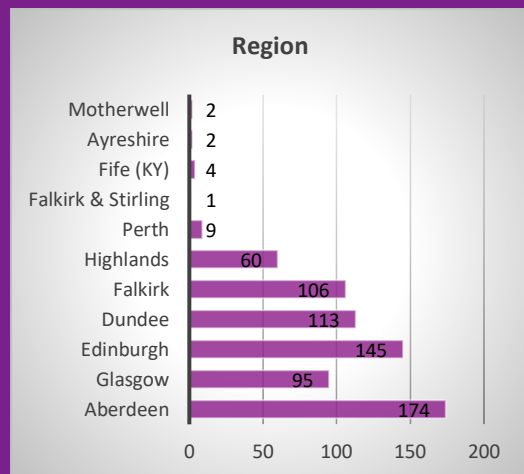 Region
Motherwell 2
Ayreshire 2
Fife (KY) 4
Falkirk & Stirling 1
Perth 9
Highlands 60
Falkirk 106
Dundee 113
Edinburgh 145
Glasgow 95
Aberdeen 174
0 50 100 150 200